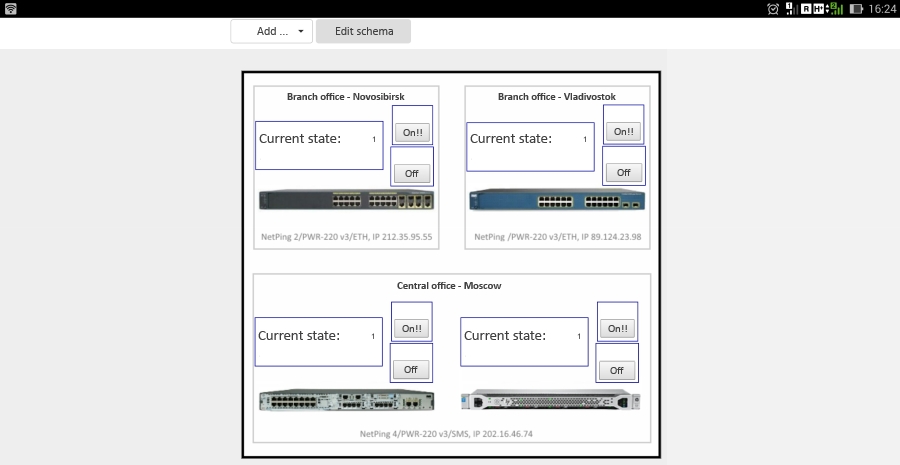 16:24
Add ...
Edit schema
Branch office - Novosibirsk
Current state: 1
On!!
Off
NetPing 2/PWR-220 v3/ETH, IP 212.35.95.55
Branch office - Vladivostok
Current state: 1
On!!
Off
NetPing /PWR-220 v3/ETH, IP 89.124.23.98
Central office - Moscow
Current state: 1
On!!
Off
Current state: 1
On!!
Off
NetPing 4/PWR-220 v3/SMS, IP 202.16.46.74